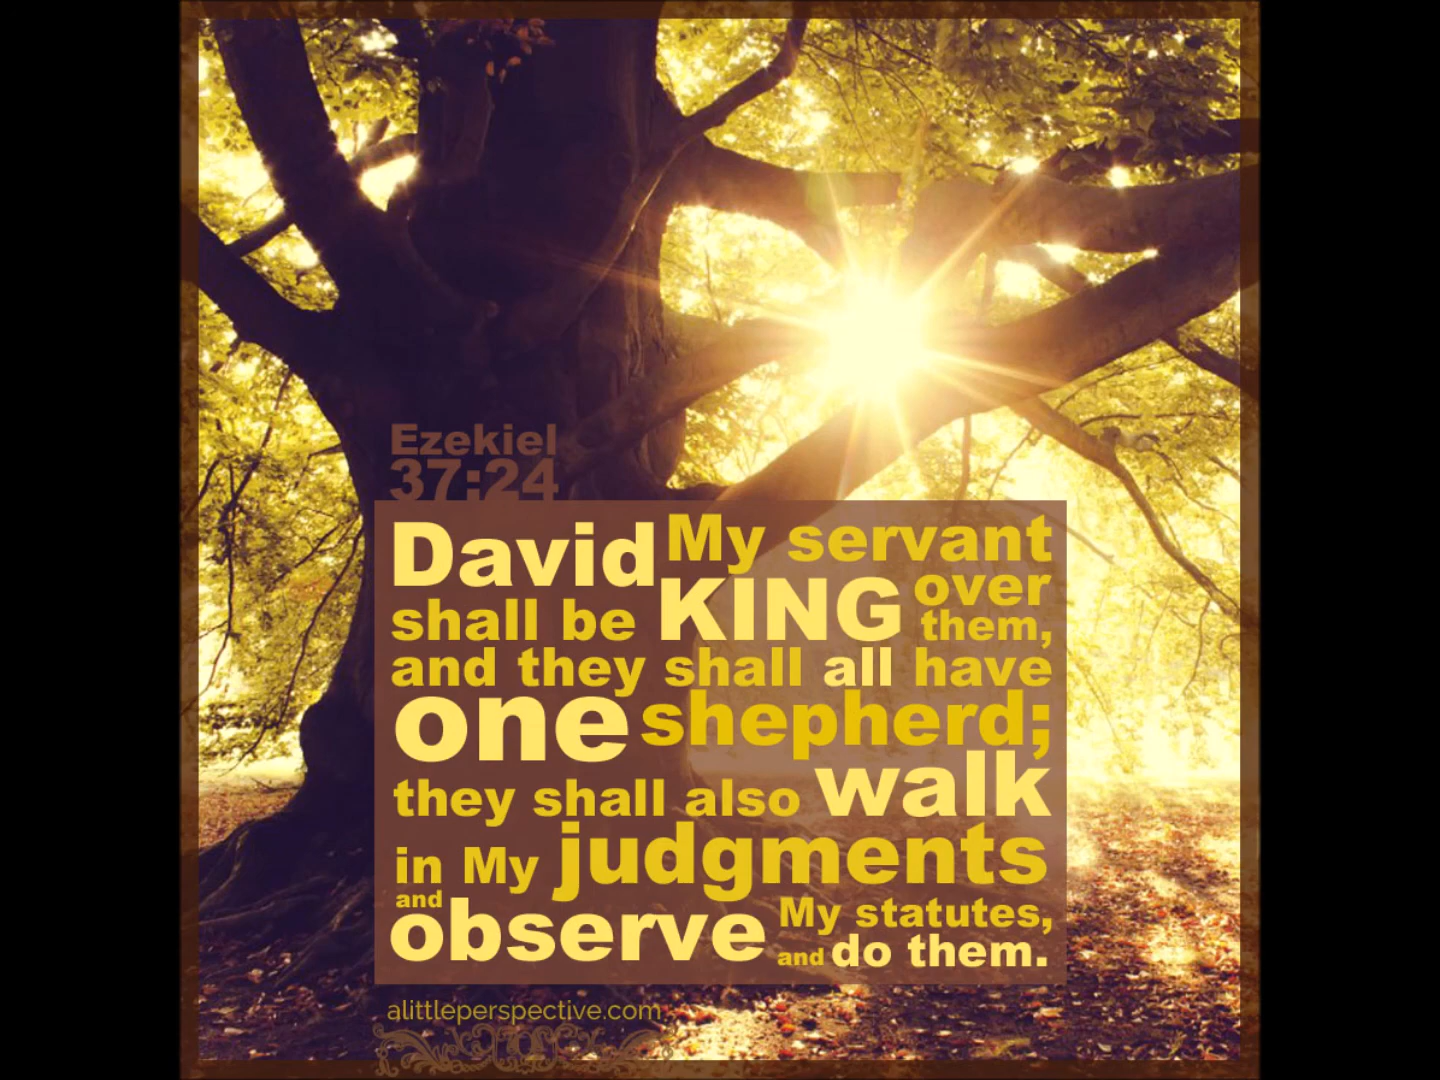 Ezekiel
37:24
David My servant
shall be KING over them,
and they shall all have
one shepherd;
they shall also walk
in My judgments
and observe My statutes,
and do them.
alittleperspective.com